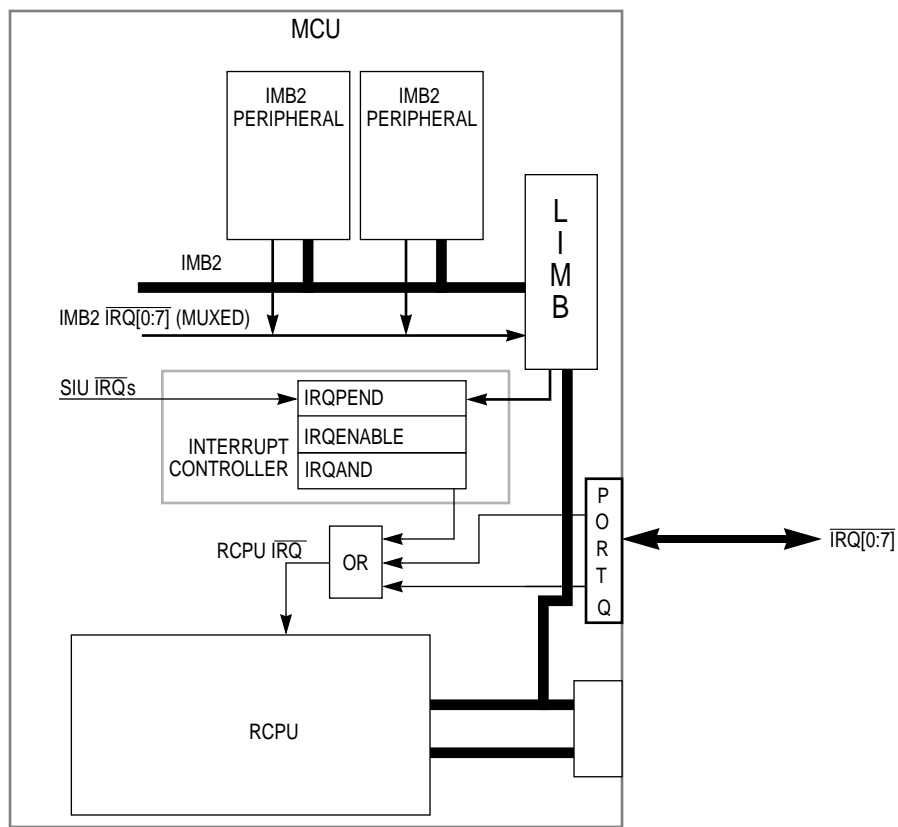 MCU
IMB2
PERIPHERAL
IMB2
PERIPHERAL
L
I
M
B
IMB2
IMB2 IRQ[0:7] (MUXED)
SIU IRQs
IRQPEND
IRQENABLE
IRQAND
INTERRUPT
CONTROLLER
P
O
R
T
Q
IRQ[0:7]
RCPU IRQ
OR
RCPU